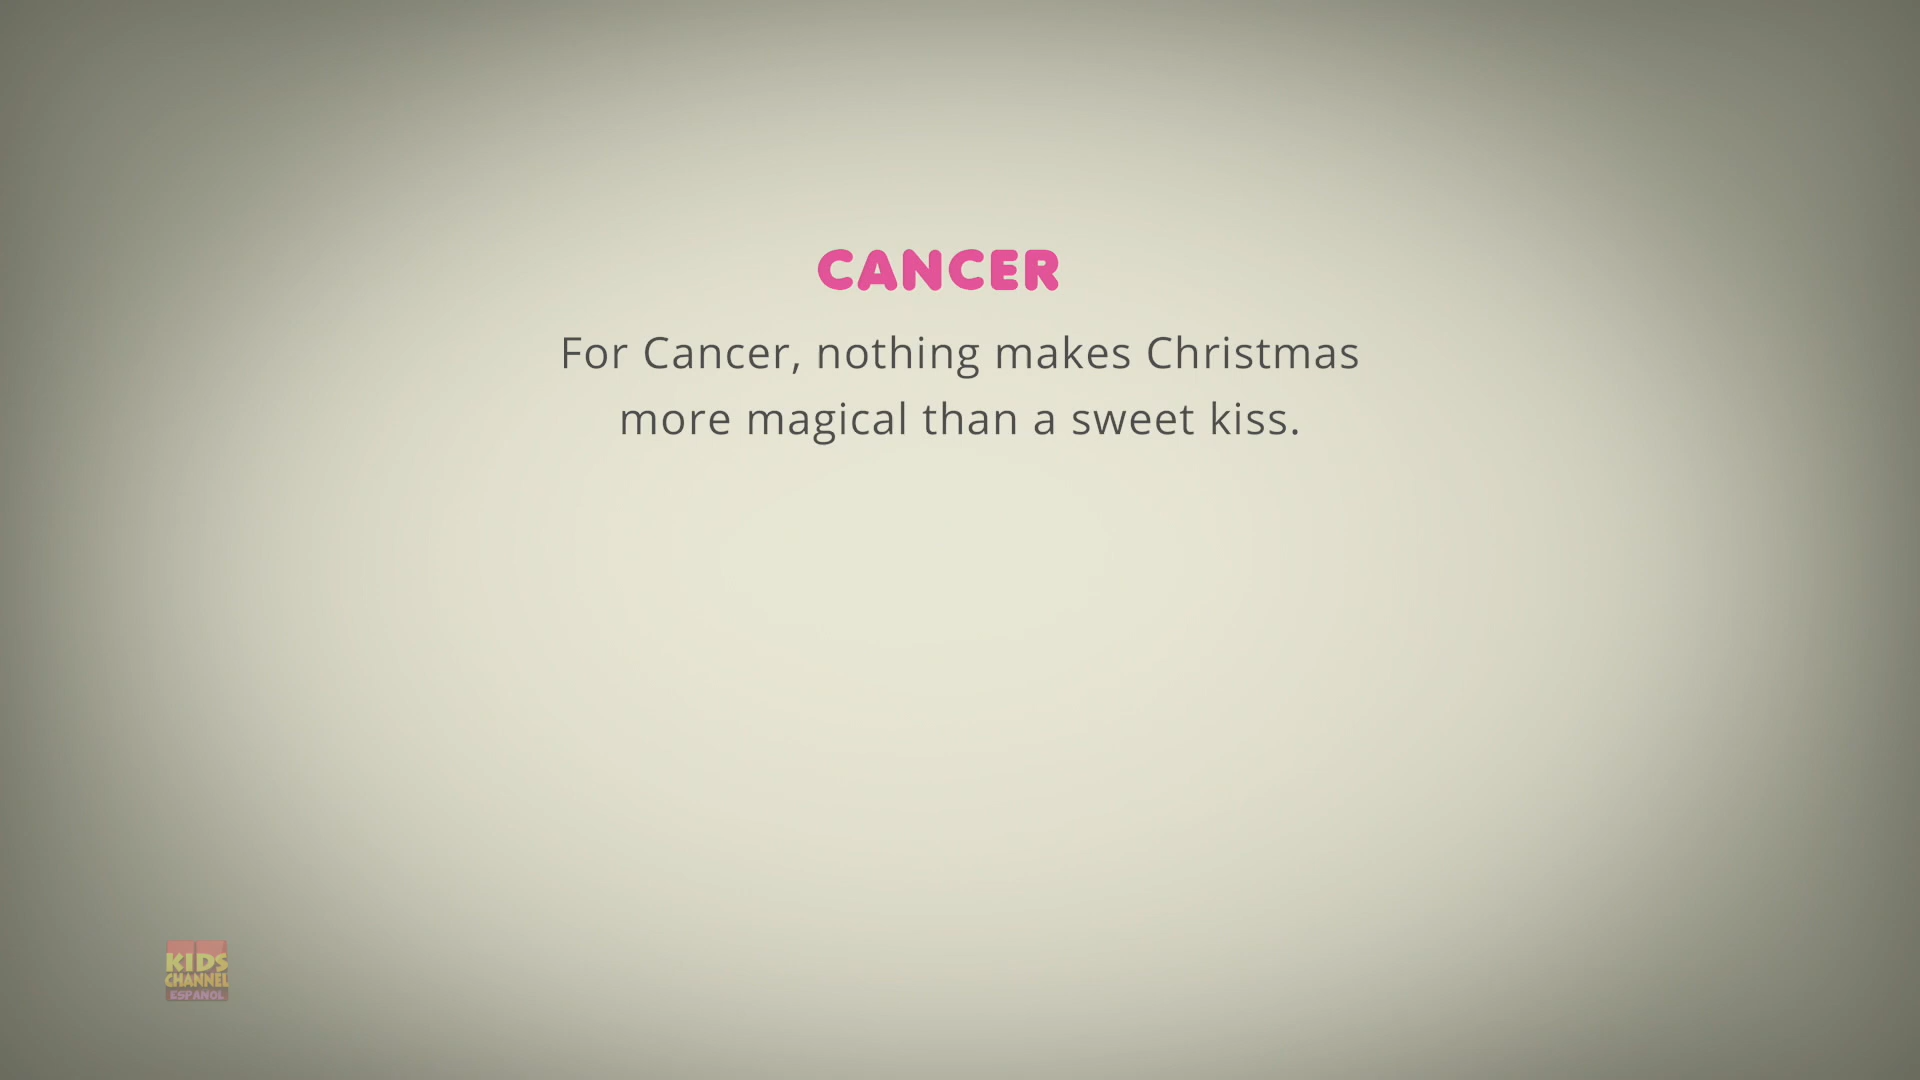 CANCER
For Cancer, nothing makes Christmas
more magical than a sweet kiss.
KIDS
CHANNEL
ESPAÑOL